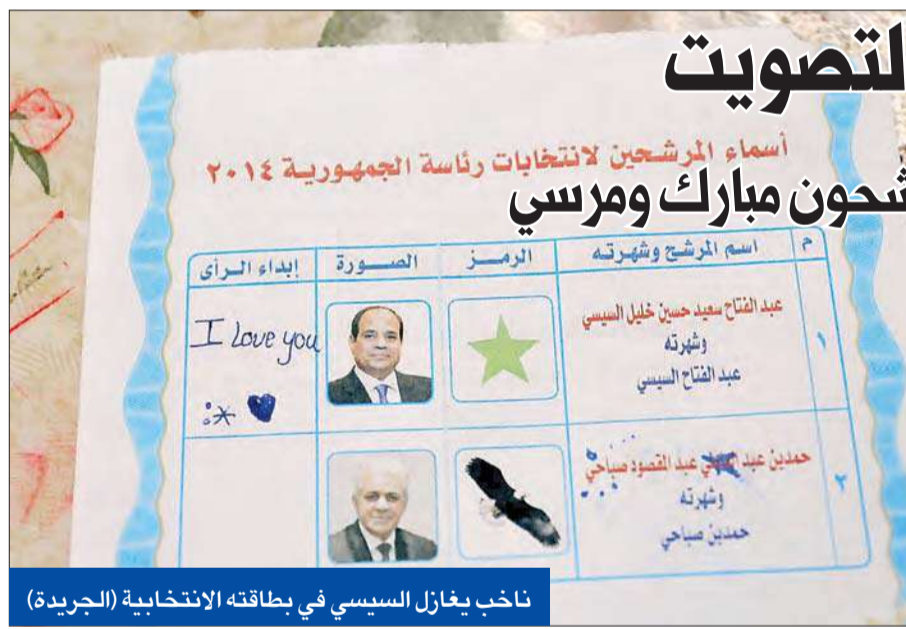 لتصويت
أسماء المرشحين لانتخابات رئاسة الجمهورية ٢٠١٤
شحون مبارك ومرسي
م اسم المرشح وشهرته الرمز الصورة إبداء الرأى
١
عبد الفتاح سعيد حسين خليل السيسي
وشهرته
عبد الفتاح السيسي
I love you
:* ♥
٢
حمدين عبد عبد المقصود صباحي
وشهرته
حمدين صباحي
ناخب يغازل السيسي في بطاقته الانتخابية (الجريدة)